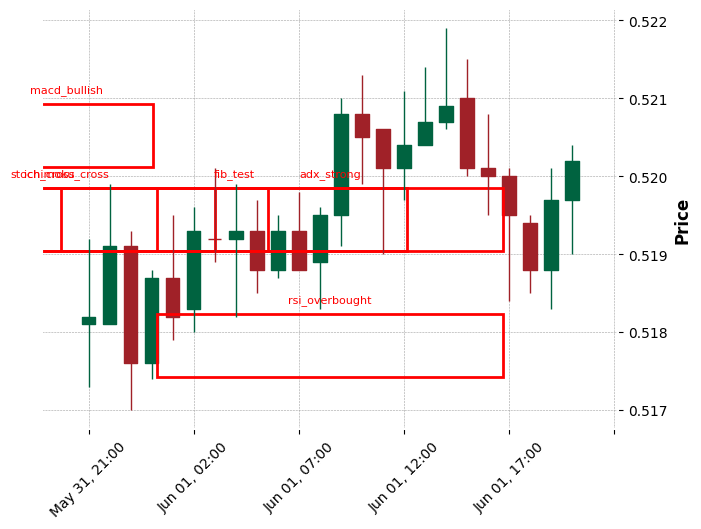 0.522
macd_bullish
0.521
fib_test
adx_strong
0.520
Price
0.519
rsi_overbought
0.518
0.517
May 31, 21:00
Jun 01, 02:00
Jun 01, 07:00
Jun 01, 12:00
Jun 01, 17:00